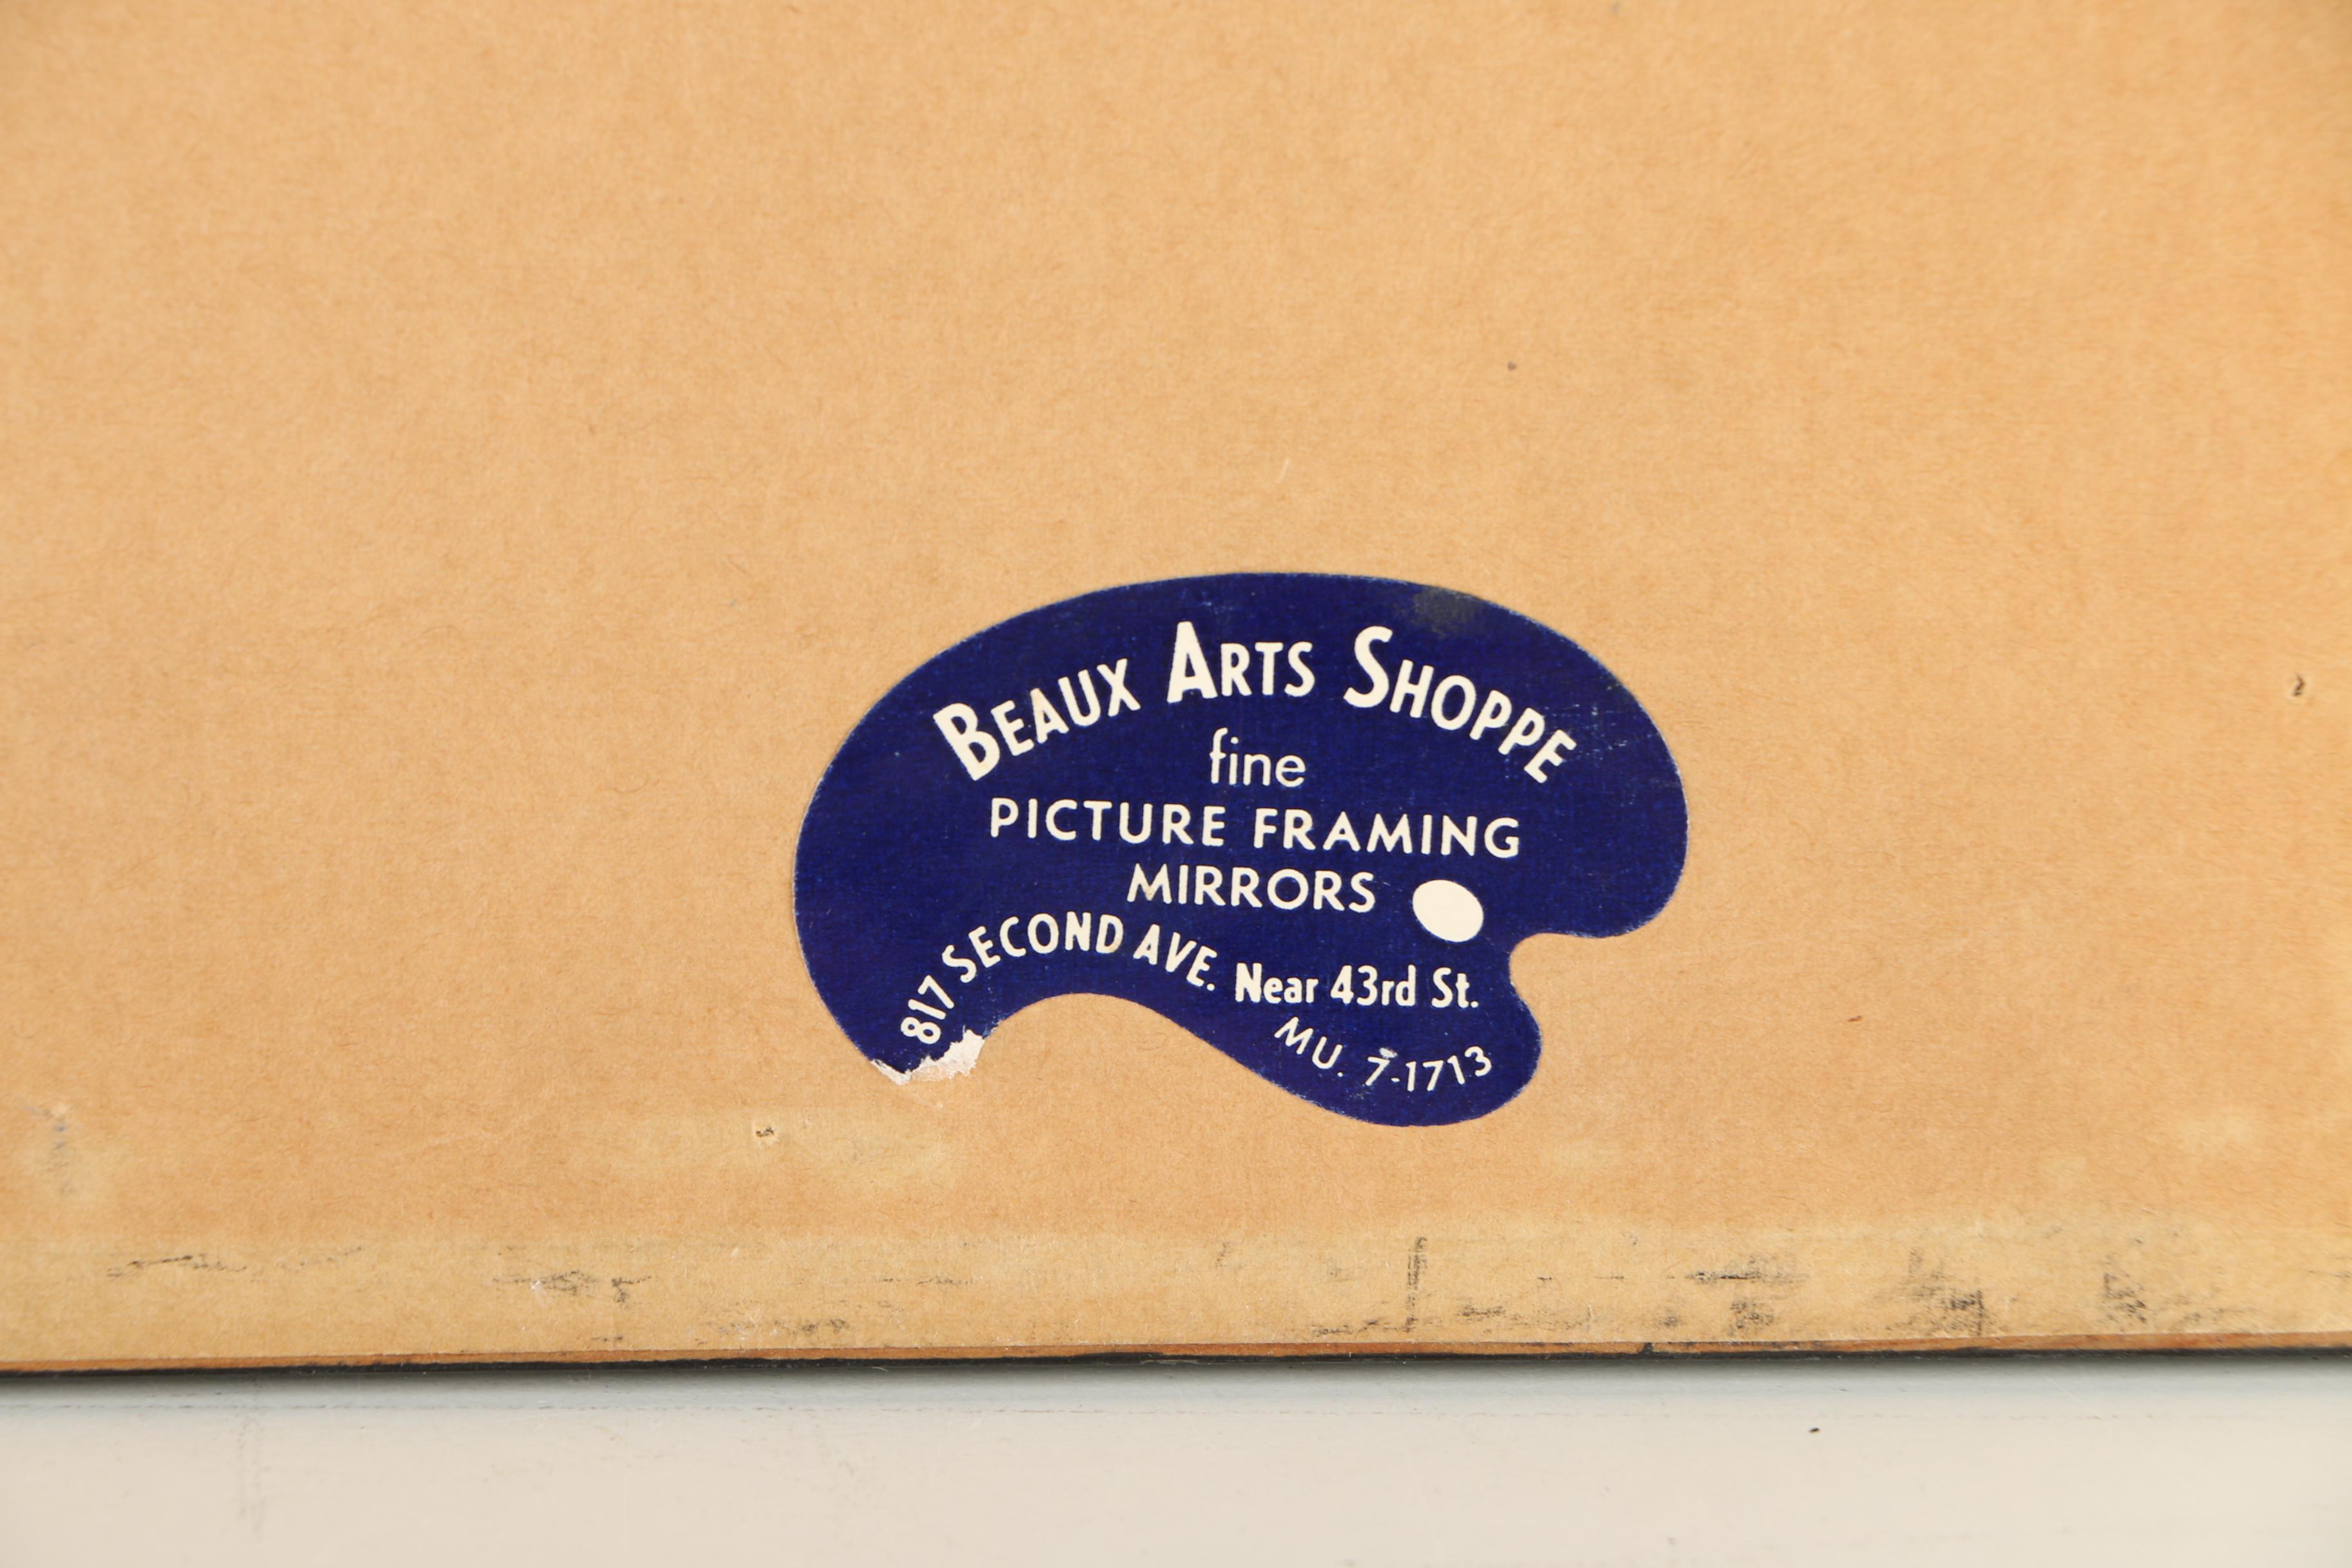 BEAUX ARTS SHOPPE
fine
PICTURE FRAMING
MIRRORS
817 SECOND AVE. Near 43rd St.
MU. 7-1713